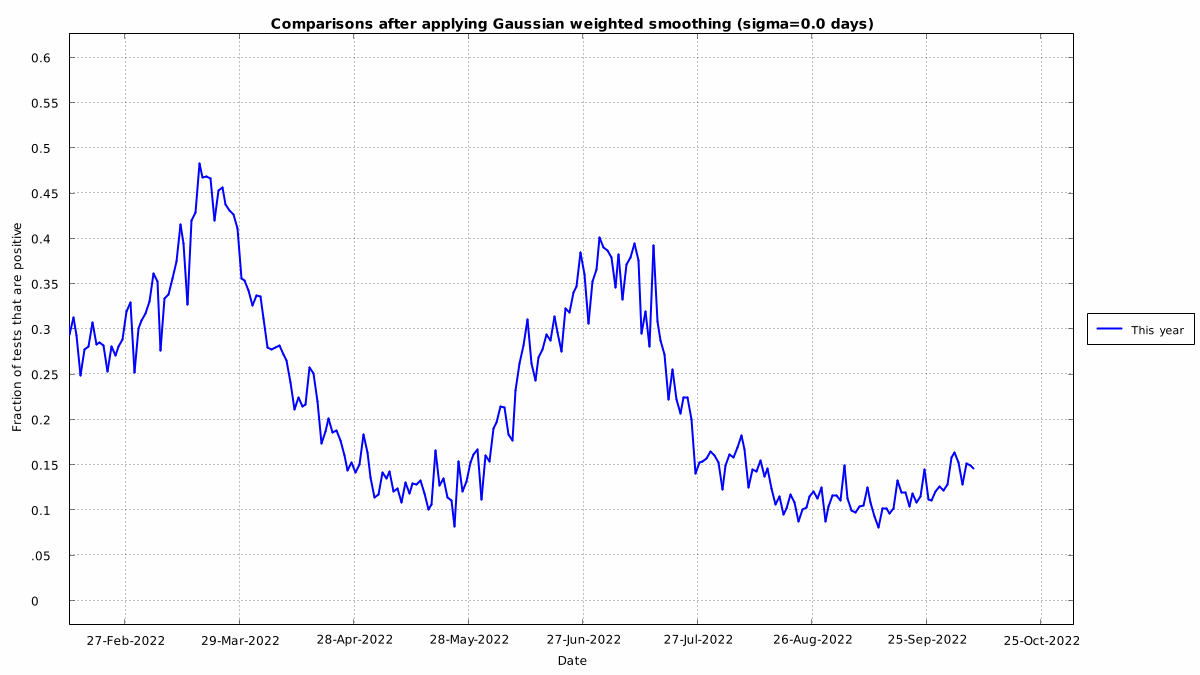 Comparisons after applying Gaussian weighted smoothing (sigma=0.0 days)
0.6
0.55
0.5
0.45
0.4
0.35
0.3
0.25
0.2
0.15
0.1
.05
0
Fraction of tests that are positive
27-Feb-2022 29-Mar-2022 28-Apr-2022 28-May-2022 27-Jun-2022 27-Jul-2022 26-Aug-2022 25-Sep-2022 25-Oct-2022
Date
This year